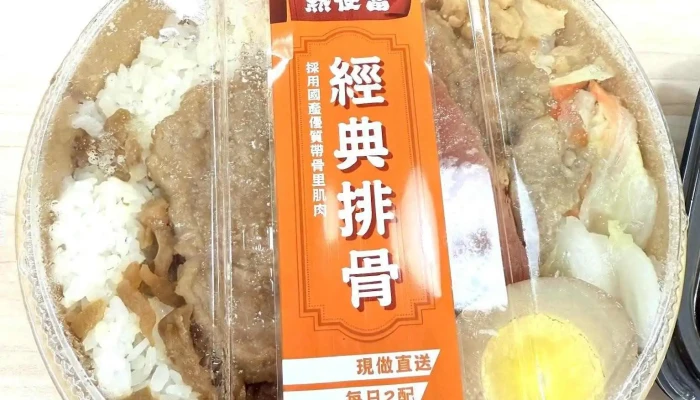 熱便當
經典排骨
採用國產優質帶骨里肌肉
現做直送
每日2配